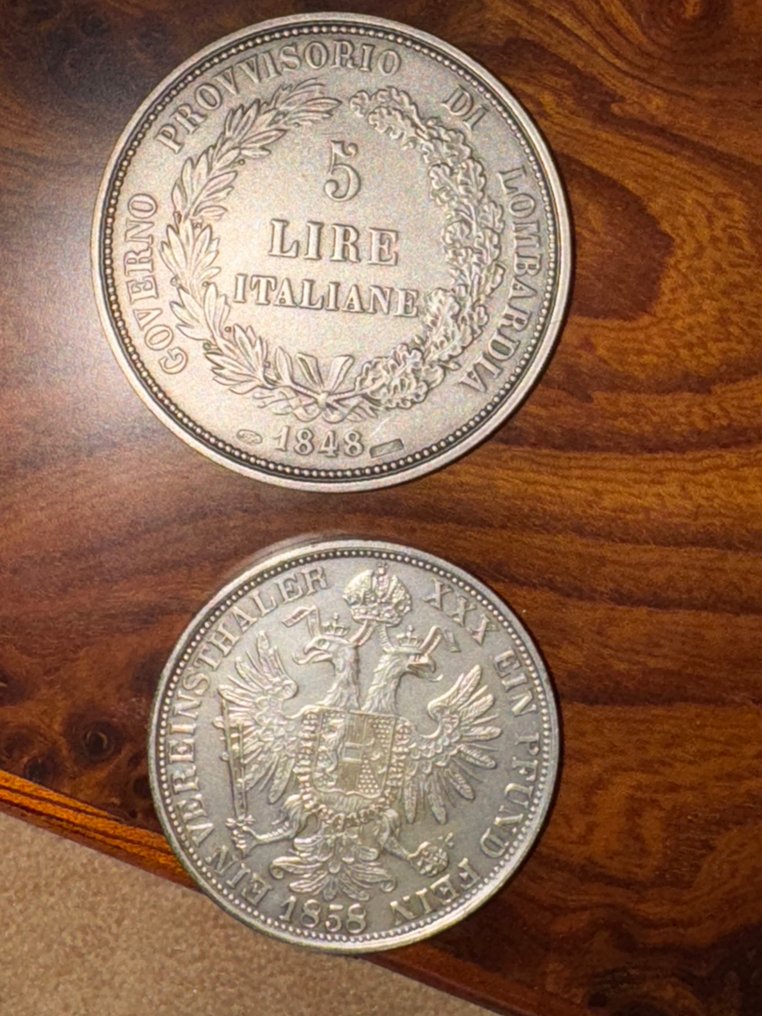 GOVERNO PROVVISORIO DI LOMBARDIA
5
LIRE
ITALIANE
1848
EIN VEREINSTHALER XXX EIN PFUND FEIN
1858